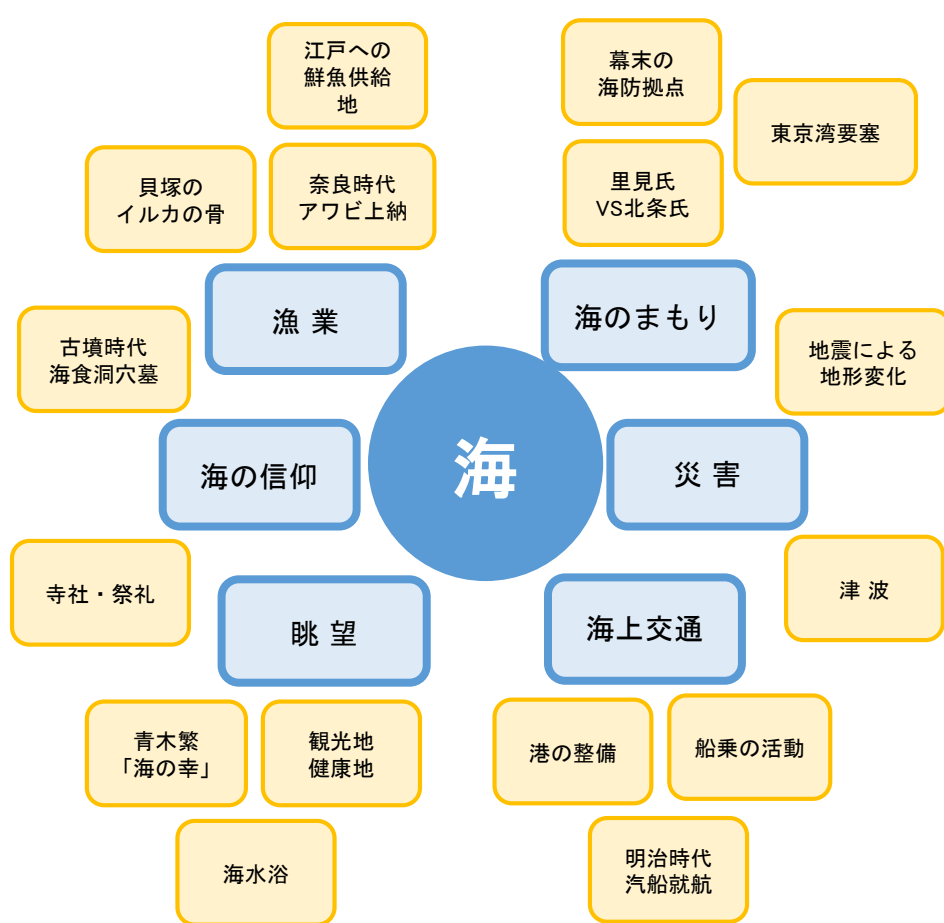 江戸への
鮮魚供給
地
幕末の
海防拠点
東京湾要塞
貝塚の
イルカの骨
奈良時代
アワビ上納
里見氏
VS北条氏
漁 業
海のまもり
古墳時代
海食洞穴墓
地震による
地形変化
海の信仰
海
災 害
寺社・祭礼
眺 望
海上交通
津 波
青木繁
「海の幸」
観光地
健康地
港の整備
船乗の活動
海水浴
明治時代
汽船就航